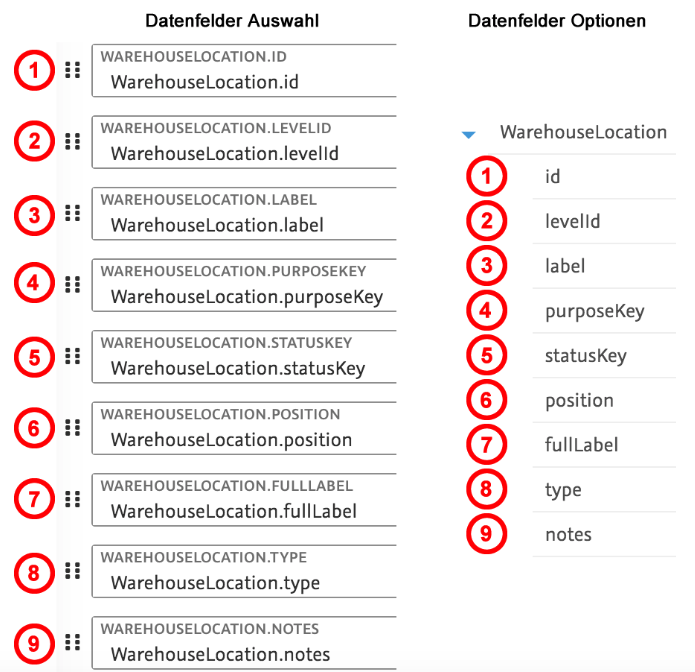 Datenfelder Auswahl
1
WAREHOUSELOCATION.ID
WarehouseLocation.id
2
WAREHOUSELOCATION.LEVELID
WarehouseLocation.levelId
3
WAREHOUSELOCATION.LABEL
WarehouseLocation.label
4
WAREHOUSELOCATION.PURPOSEKEY
WarehouseLocation.purposeKey
5
WAREHOUSELOCATION.STATUSKEY
WarehouseLocation.statusKey
6
WAREHOUSELOCATION.POSITION
WarehouseLocation.position
7
WAREHOUSELOCATION.FULLLABEL
WarehouseLocation.fullLabel
8
WAREHOUSELOCATION.TYPE
WarehouseLocation.type
9
WAREHOUSELOCATION.NOTES
WarehouseLocation.notes
Datenfelder Optionen
WarehouseLocation
1 id
2 levelId
3 label
4 purposeKey
5 statusKey
6 position
7 fullLabel
8 type
9 notes